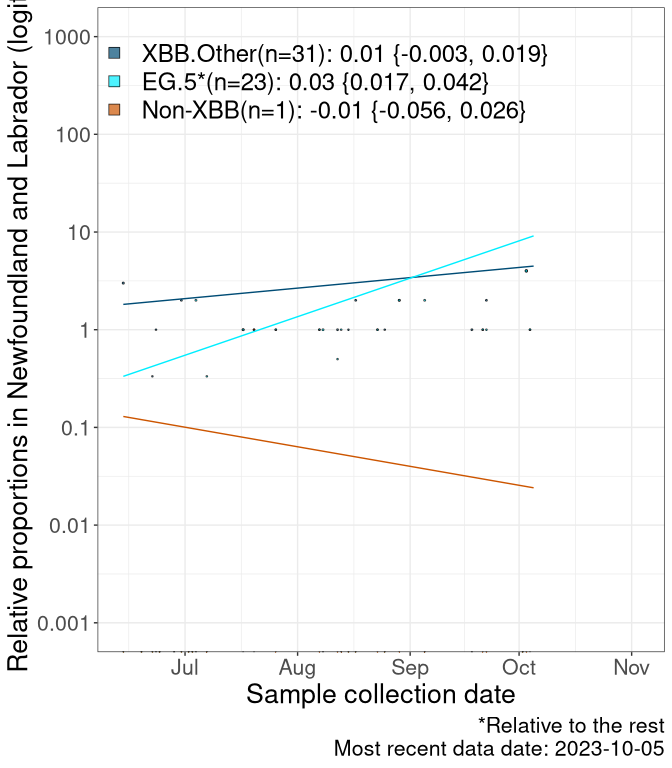 Relative proportions in Newfoundland and Labrador (logit
1000
100
10
1
0.1
0.01
0.001
XBB.Other(n=31): 0.01 {-0.003, 0.019}
EG.5*(n=23): 0.03 {0.017, 0.042}
Non-XBB(n=1): -0.01 {-0.056, 0.026}
Jul Aug Sep Oct Nov
Sample collection date
*Relative to the rest
Most recent data date: 2023-10-05